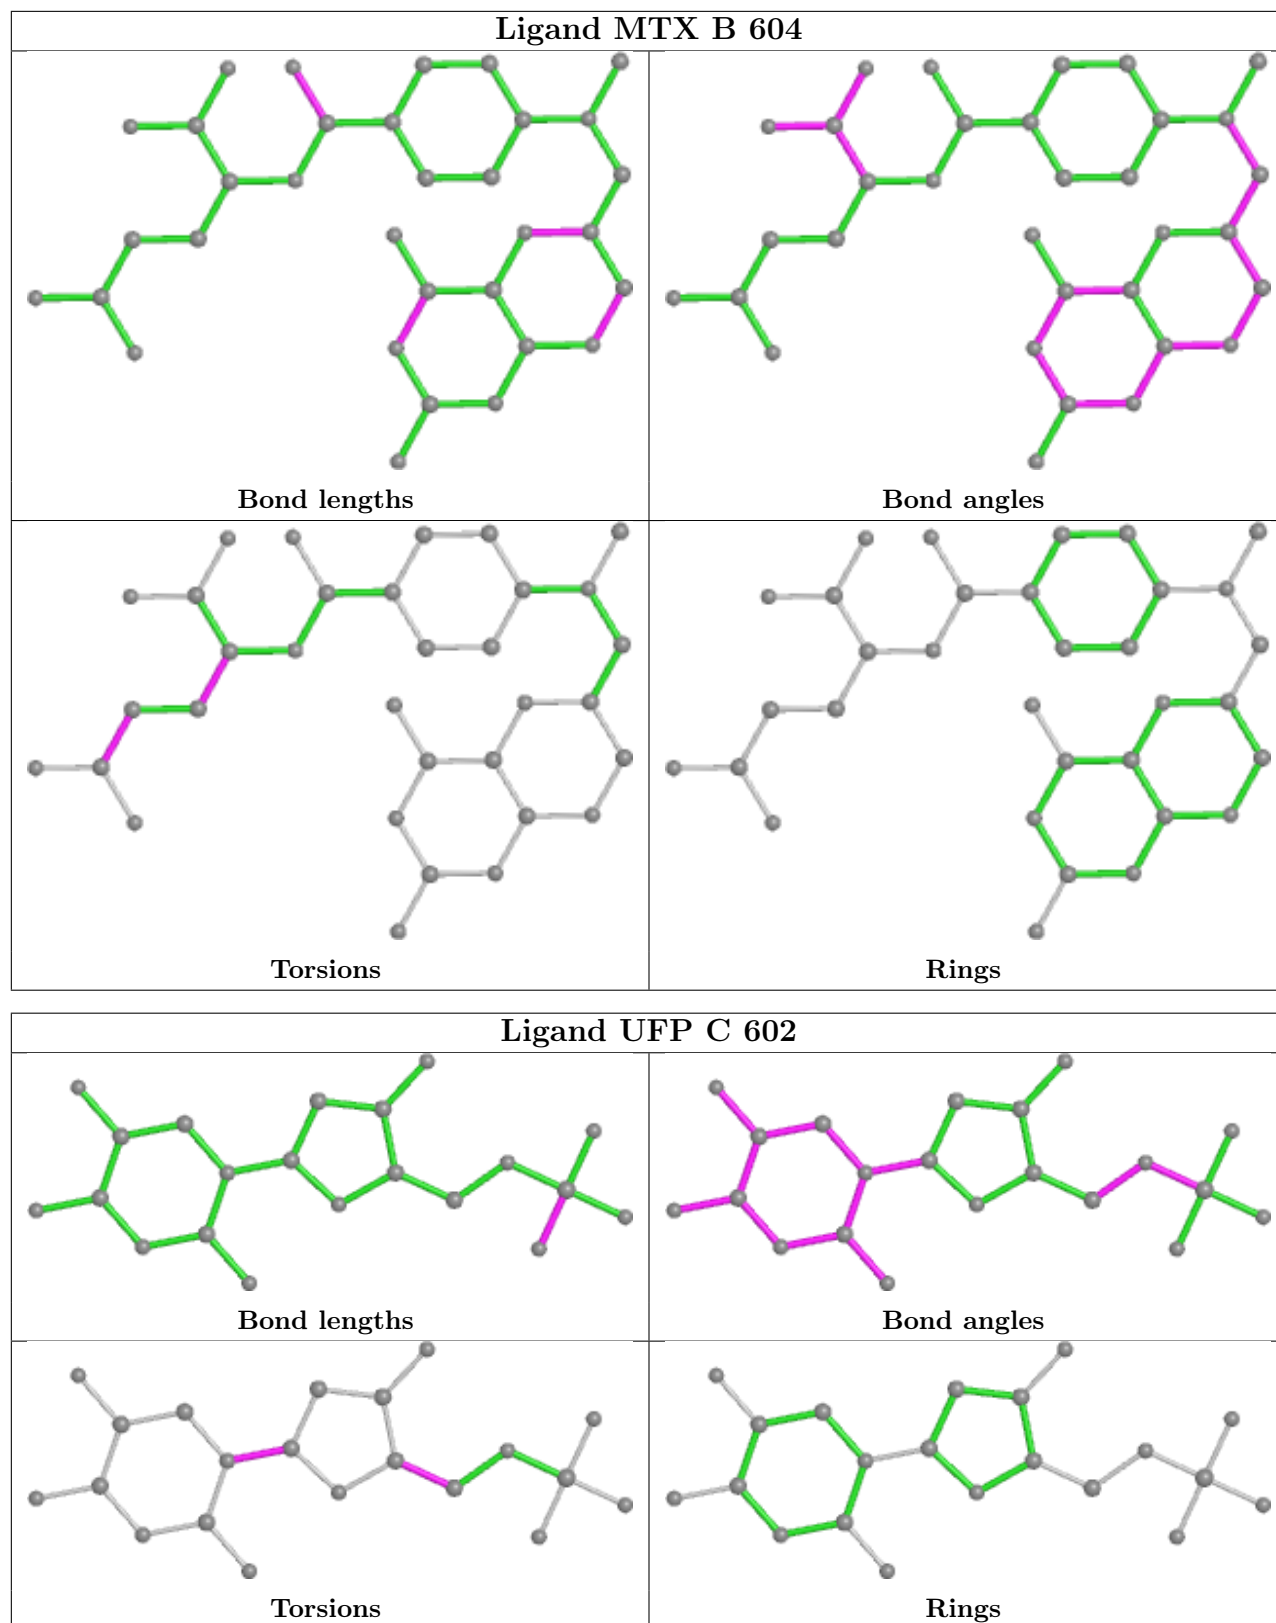 Ligand MTX B 604
Bond lengths
Bond angles
Torsions
Rings
Ligand UFP C 602
Bond lengths
Bond angles
Torsions
Rings